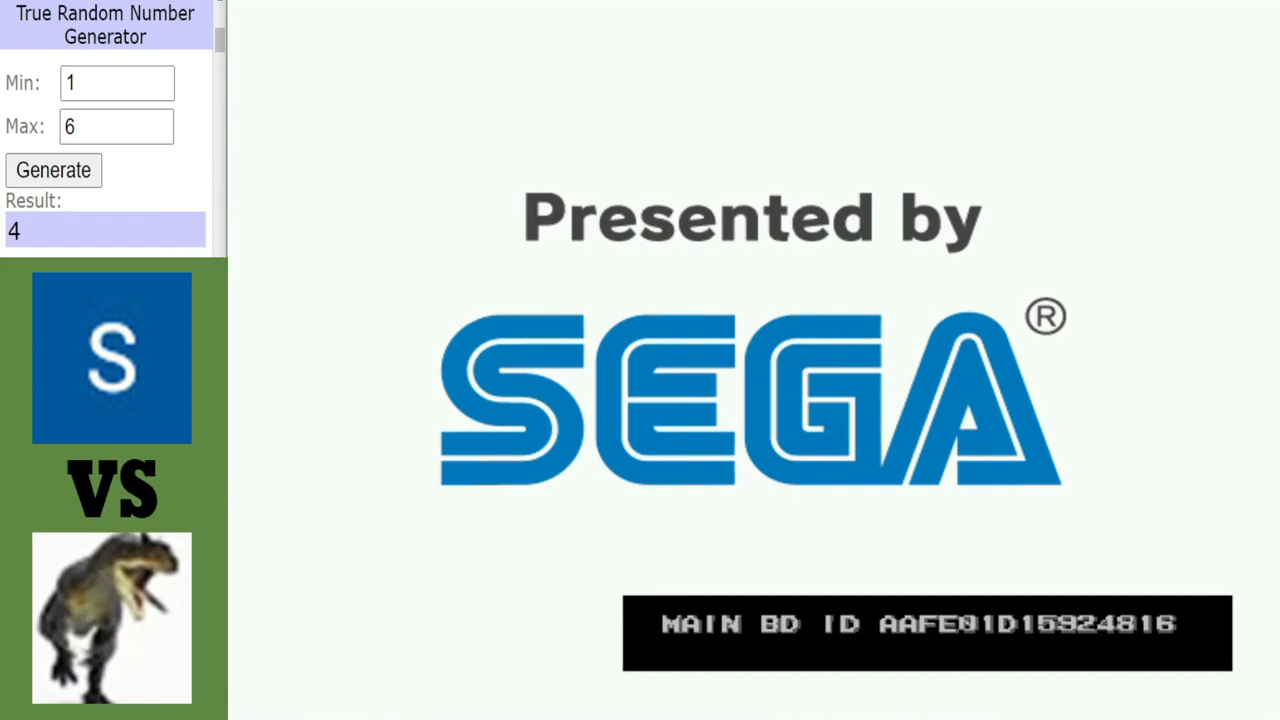 True Random Number
Generator
Min: 1
Max: 6
Generate
Result:
4
S
VS
Presented by
SEGA®
MAIN BD ID AAFE01D15924816